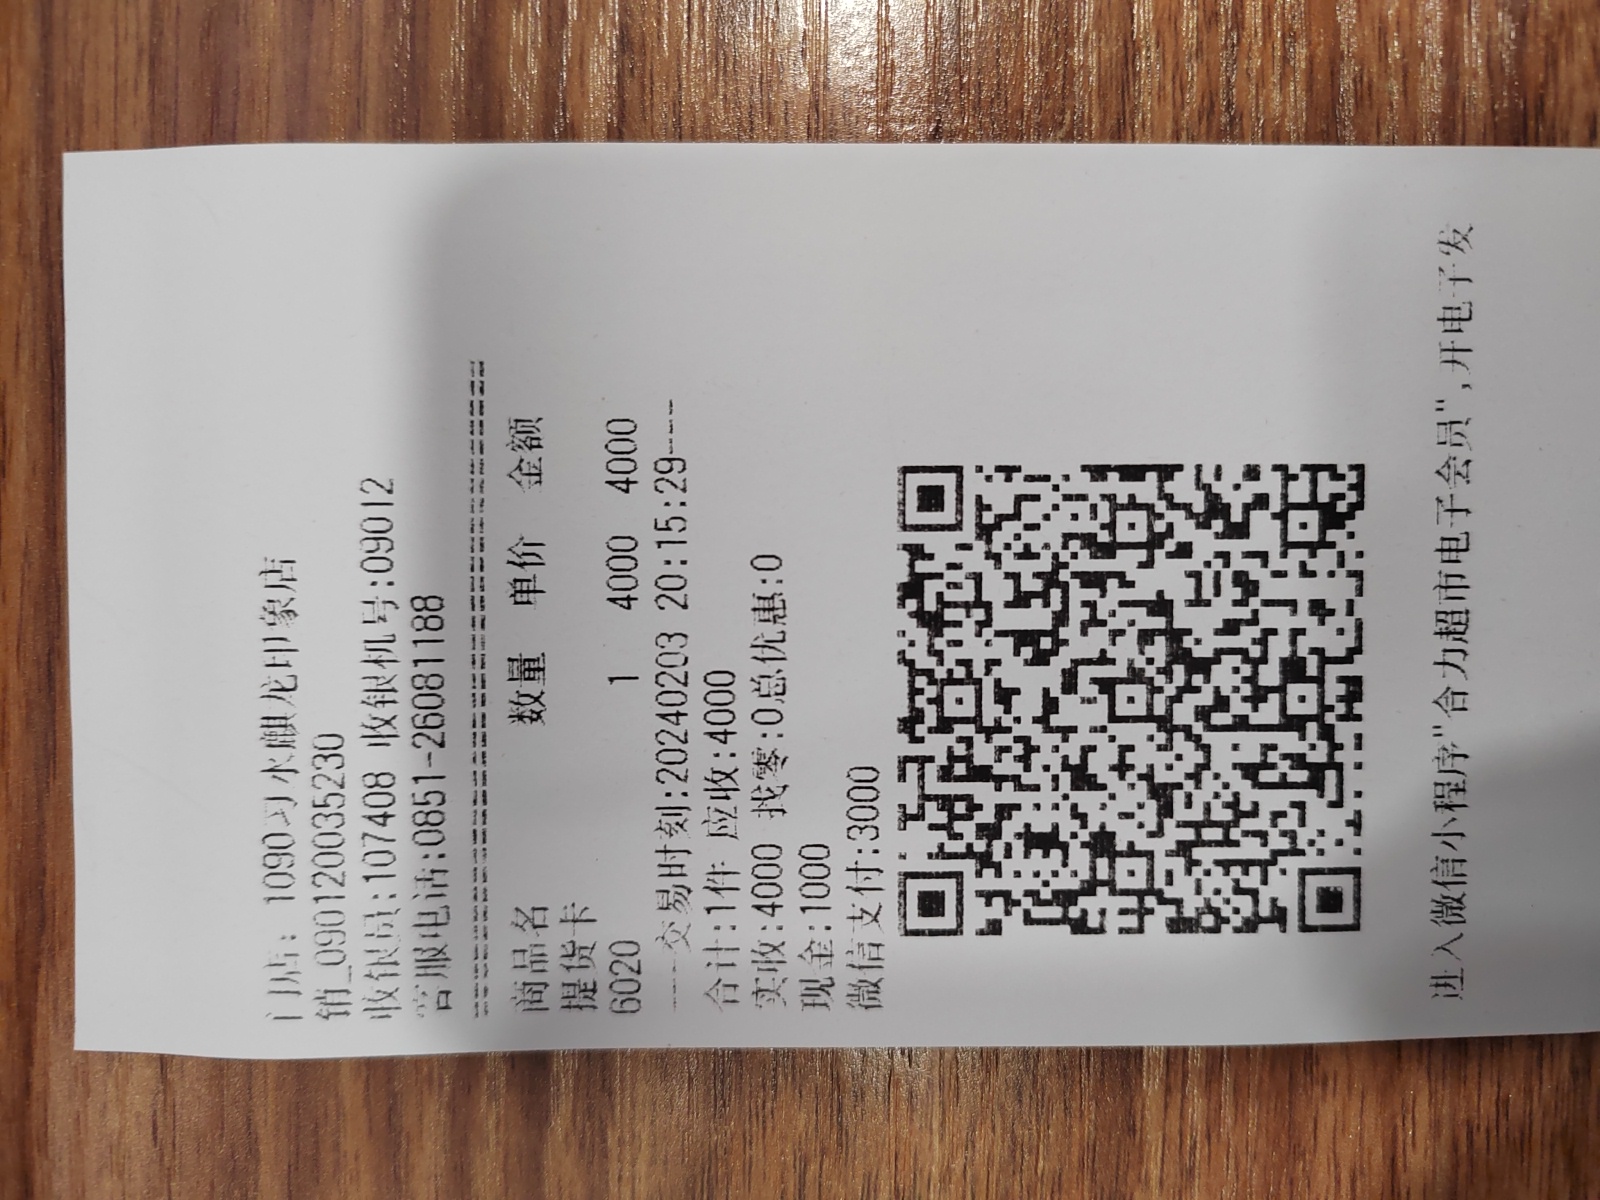 门店: 1090习水麒龙印象店
销_090120035230
收银员:107408 收银机号:09012
客服电话:0851-26081188
商品名 数量 单价 金额
提货卡
6020 1 4000 4000
----交易时刻:20240203 20:15:29----
合计:1件 应收:4000
实收:4000 找零:0总优惠:0
现金:1000
微信支付:3000
进入微信小程序"合力超市电子会员",开电子发